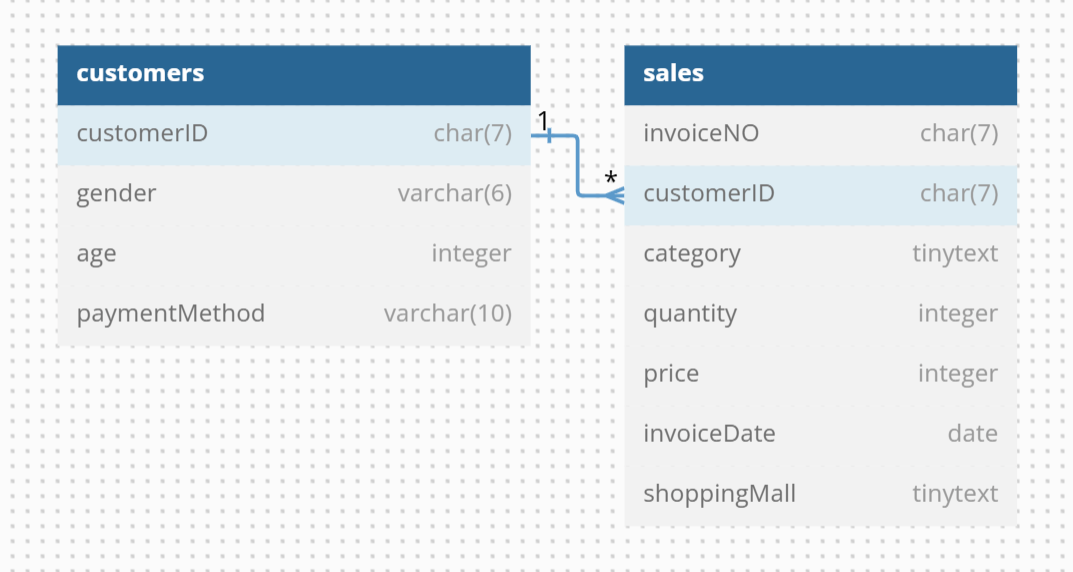 customers
customerID char(7)
gender varchar(6)
age integer
paymentMethod varchar(10)
1
*
sales
invoiceNO char(7)
customerID char(7)
category tinytext
quantity integer
price integer
invoiceDate date
shoppingMall tinytext